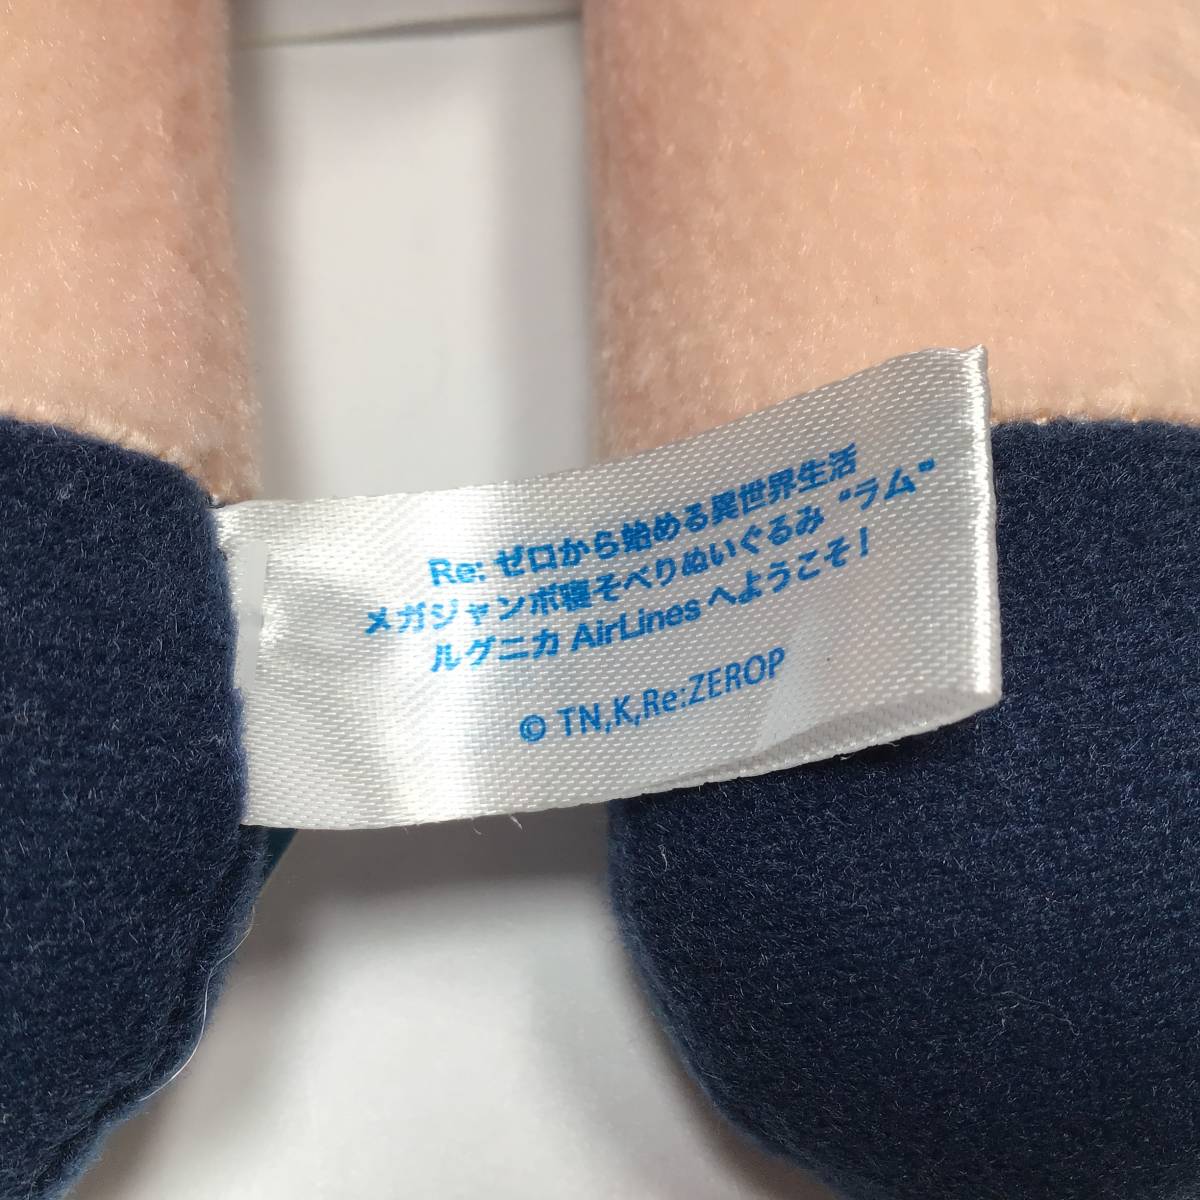 Re: ゼロから始める異世界生活
メガジャンボ寝そべりぬいぐるみ “ラム”
ルグニカ AirLines へようこそ！
© TN,K,Re:ZEROP